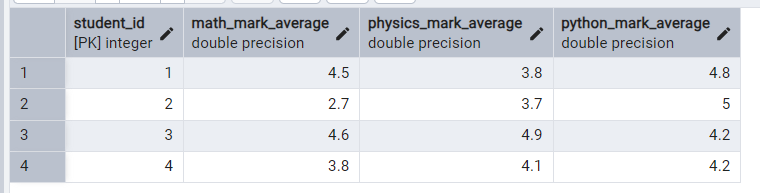 student_id math_mark_average physics_mark_average python_mark_average
[PK] integer double precision double precision double precision
1 1 4.5 3.8 4.8
2 2 2.7 3.7 5
3 3 4.6 4.9 4.2
4 4 3.8 4.1 4.2